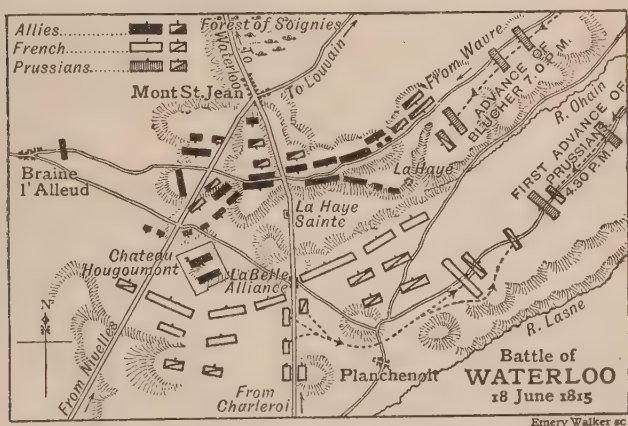 Allies
French
Prussians
Forest of Soignies
To
Waterloo
To Louvain
From Wavre
Mont St. Jean
ADVANCE OF
BLUCHER 7.0 P.M.
R. Ohain
FIRST ADVANCE OF
PRUSSIANS
4.30 P.M.
Braine
l'Alleud
La Haye
La Haye
Sainte
Chateau
Hougoumont
La Belle
Alliance
N
From Nivelles
From
Charleroi
Planchenoit
R. Lasne
Battle of
WATERLOO
18 June 1815
Emery Walker sc.